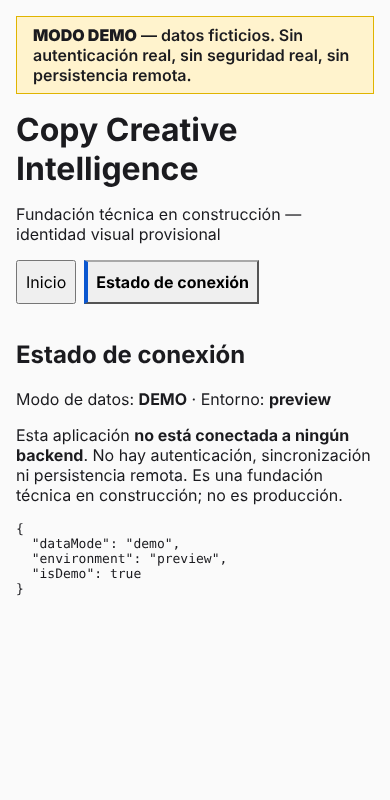 MODO DEMO — datos ficticios. Sin
autenticación real, sin seguridad real, sin
persistencia remota.
Copy Creative
Intelligence
Fundación técnica en construcción —
identidad visual provisional
Inicio
Estado de conexión
Estado de conexión
Modo de datos: DEMO · Entorno: preview
Esta aplicación no está conectada a ningún
backend. No hay autenticación, sincronización
ni persistencia remota. Es una fundación
técnica en construcción; no es producción.
{
  "dataMode": "demo",
  "environment": "preview",
  "isDemo": true
}